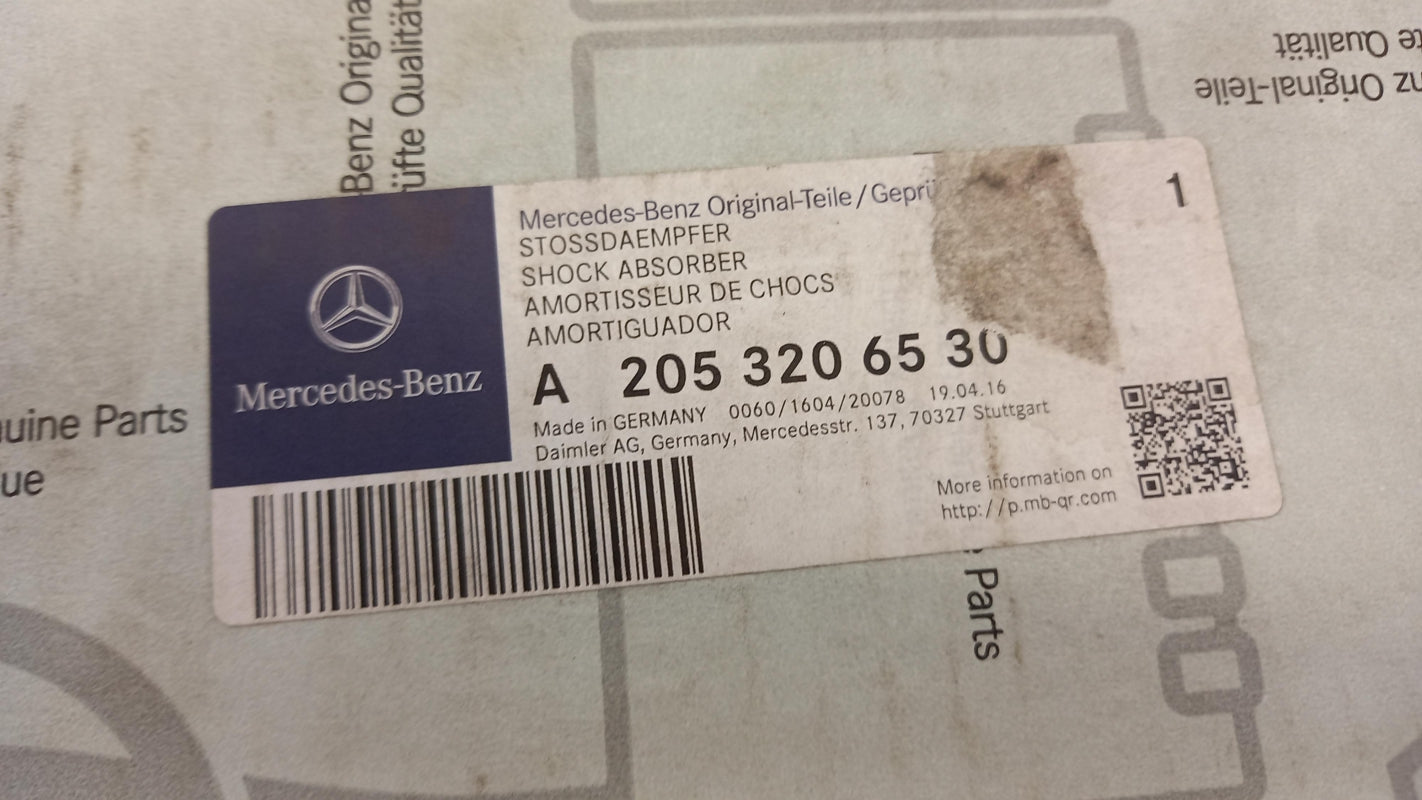 Benz Origina
üfte Qualität
te Qualität
nz Original-Teile
Mercedes-Benz Original-Teile/Geprü
1
STOSSDAEMPFER
SHOCK ABSORBER
AMORTISSEUR DE CHOCS
AMORTIGUADOR
A 205 320 65 30
Mercedes-Benz
Made in GERMANY 0060/1604/20078 19.04.16
Daimler AG, Germany, Mercedesstr. 137, 70327 Stuttgart
More information on
http://p.mb-qr.com
nuine Parts
ue
Parts